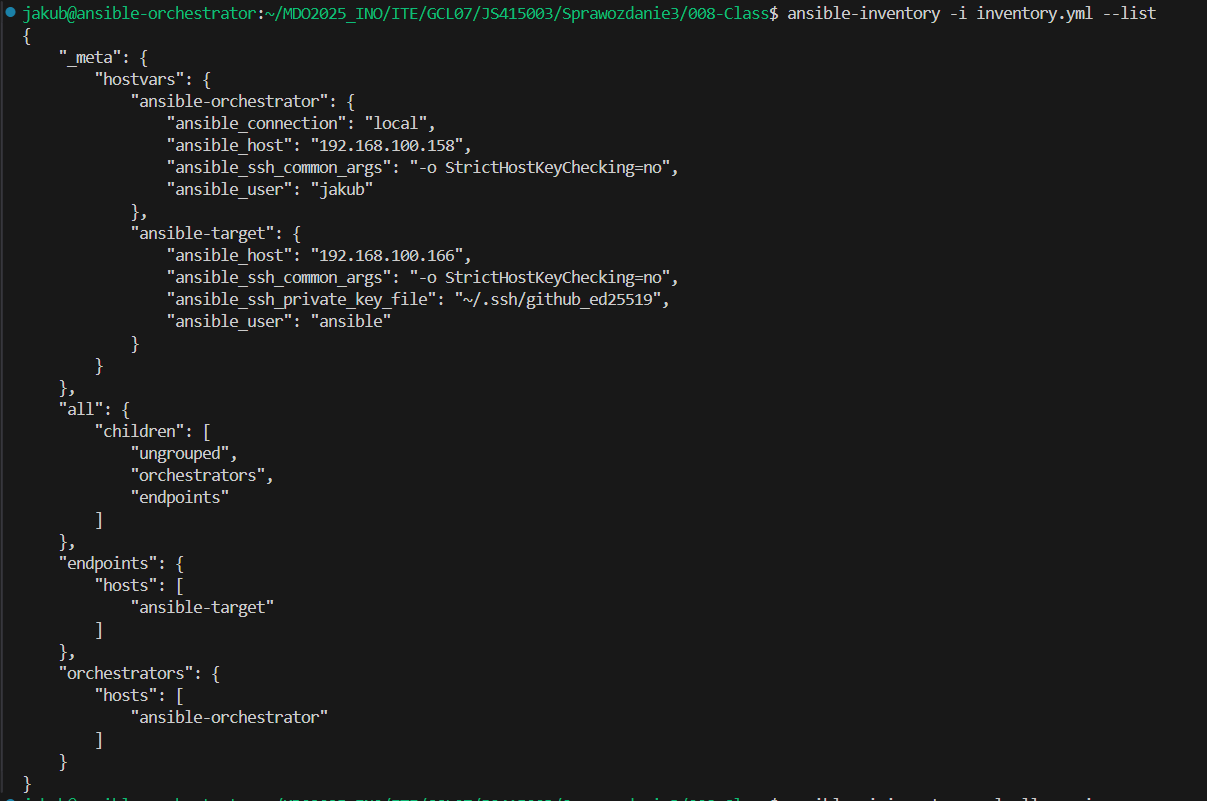 jakub@ansible-orchestrator:~/MDO2025_INO/ITE/GCL07/JS415003/Sprawozdanie3/008-Class$ ansible-inventory -i inventory.yml --list
{
    "_meta": {
        "hostvars": {
            "ansible-orchestrator": {
                "ansible_connection": "local",
                "ansible_host": "192.168.100.158",
                "ansible_ssh_common_args": "-o StrictHostKeyChecking=no",
                "ansible_user": "jakub"
            },
            "ansible-target": {
                "ansible_host": "192.168.100.166",
                "ansible_ssh_common_args": "-o StrictHostKeyChecking=no",
                "ansible_ssh_private_key_file": "~/.ssh/github_ed25519",
                "ansible_user": "ansible"
            }
        }
    },
    "all": {
        "children": [
            "ungrouped",
            "orchestrators",
            "endpoints"
        ]
    },
    "endpoints": {
        "hosts": [
            "ansible-target"
        ]
    },
    "orchestrators": {
        "hosts": [
            "ansible-orchestrator"
        ]
    }
}